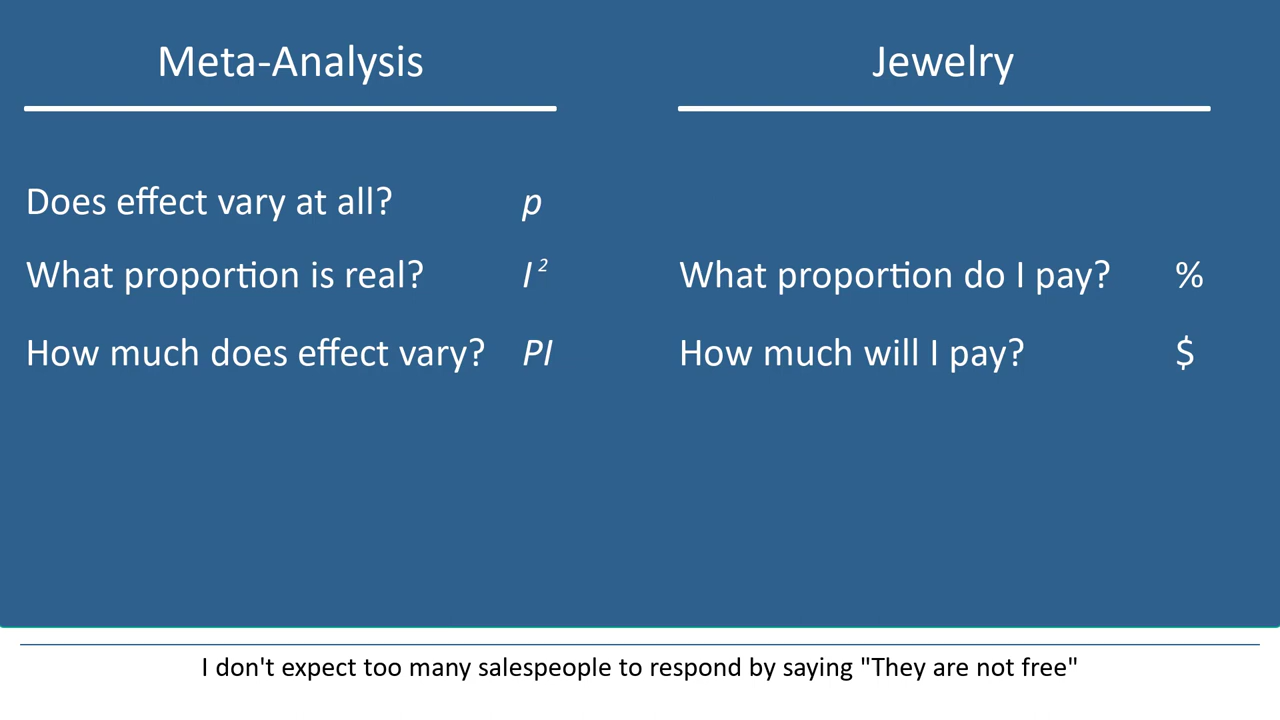 Meta-Analysis
Jewelry
Does effect vary at all? p
What proportion is real? I²
What proportion do I pay? %
How much does effect vary? PI
How much will I pay? $
I don't expect too many salespeople to respond by saying "They are not free"